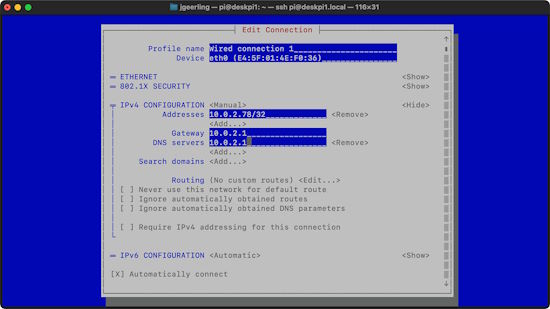 jgeerling — pi@deskpi1: ~ — ssh pi@deskpi1.local — 116×31
Edit Connection
Profile name Wired connection 1
Device eth0 (E4:5F:01:4E:F0:36)
ETHERNET <Show>
802.1X SECURITY <Show>
IPv4 CONFIGURATION <Manual> <Hide>
Addresses 10.0.2.78/32 <Remove>
<Add...>
Gateway 10.0.2.1
DNS servers 10.0.2.1 <Remove>
<Add...>
Search domains <Add...>
Routing (No custom routes) <Edit...>
[ ] Never use this network for default route
[ ] Ignore automatically obtained routes
[ ] Ignore automatically obtained DNS parameters
[ ] Require IPv4 addressing for this connection
IPv6 CONFIGURATION <Automatic> <Show>
[X] Automatically connect